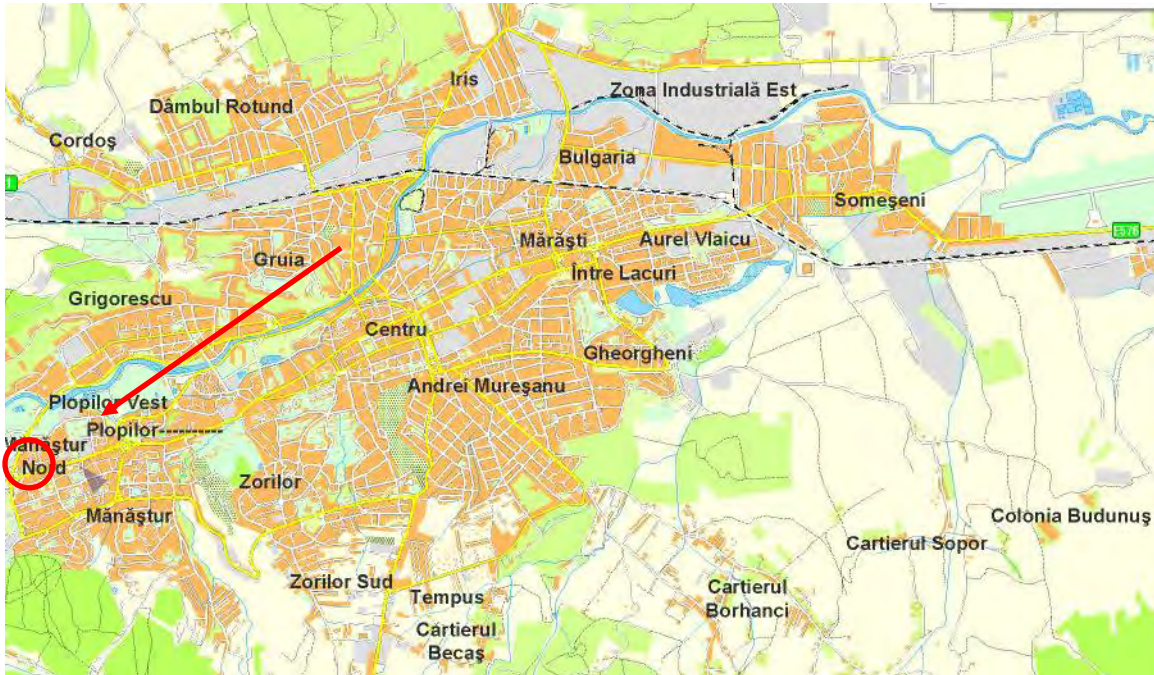 Iris
Zona Industrială Est
Dâmbul Rotund
Cordoş
Bulgaria
1
Someşeni
E576
Mărăşti
Aurel Vlaicu
Gruia
Între Lacuri
Grigorescu
Centru
Gheorgheni
Andrei Mureşanu
Plopilor Vest
Plopilor----------
Mănăştur
Nord
Zorilor
Mănăştur
Colonia Budunuş
Cartierul Sopor
Zorilor Sud
Tempus
Cartierul
Borhanci
Cartierul
Becaş